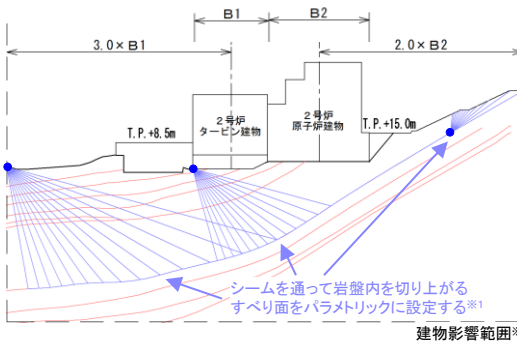 B1
B2
3.0×B1
2.0×B2
T.P.+8.5m
2号炉
タービン建物
2号炉
原子炉建物
T.P.+15.0m
シームを通って岩盤内を切り上がる
すべり面をパラメトリックに設定する※1
建物影響範囲※